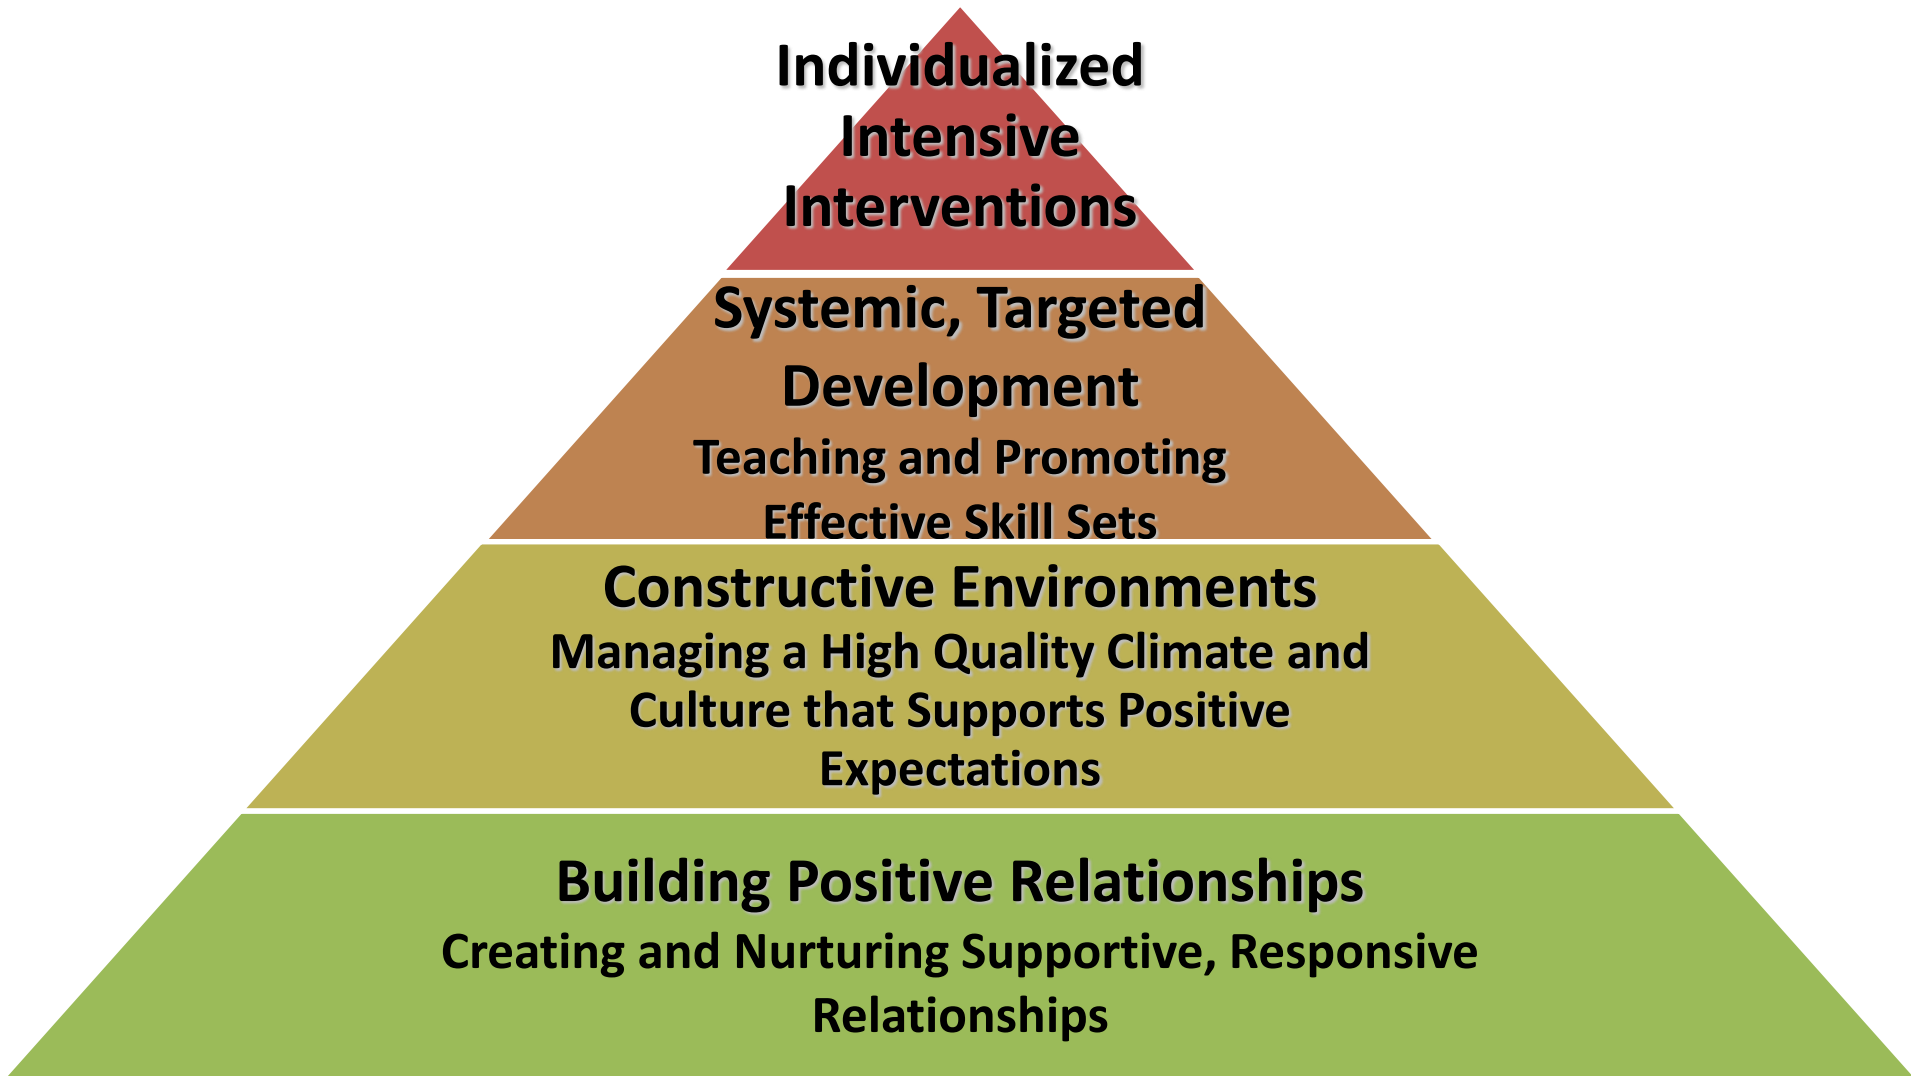 Individualized
Intensive
Interventions
Systemic, Targeted
Development
Teaching and Promoting
Effective Skill Sets
Constructive Environments
Managing a High Quality Climate and
Culture that Supports Positive
Expectations
Building Positive Relationships
Creating and Nurturing Supportive, Responsive
Relationships